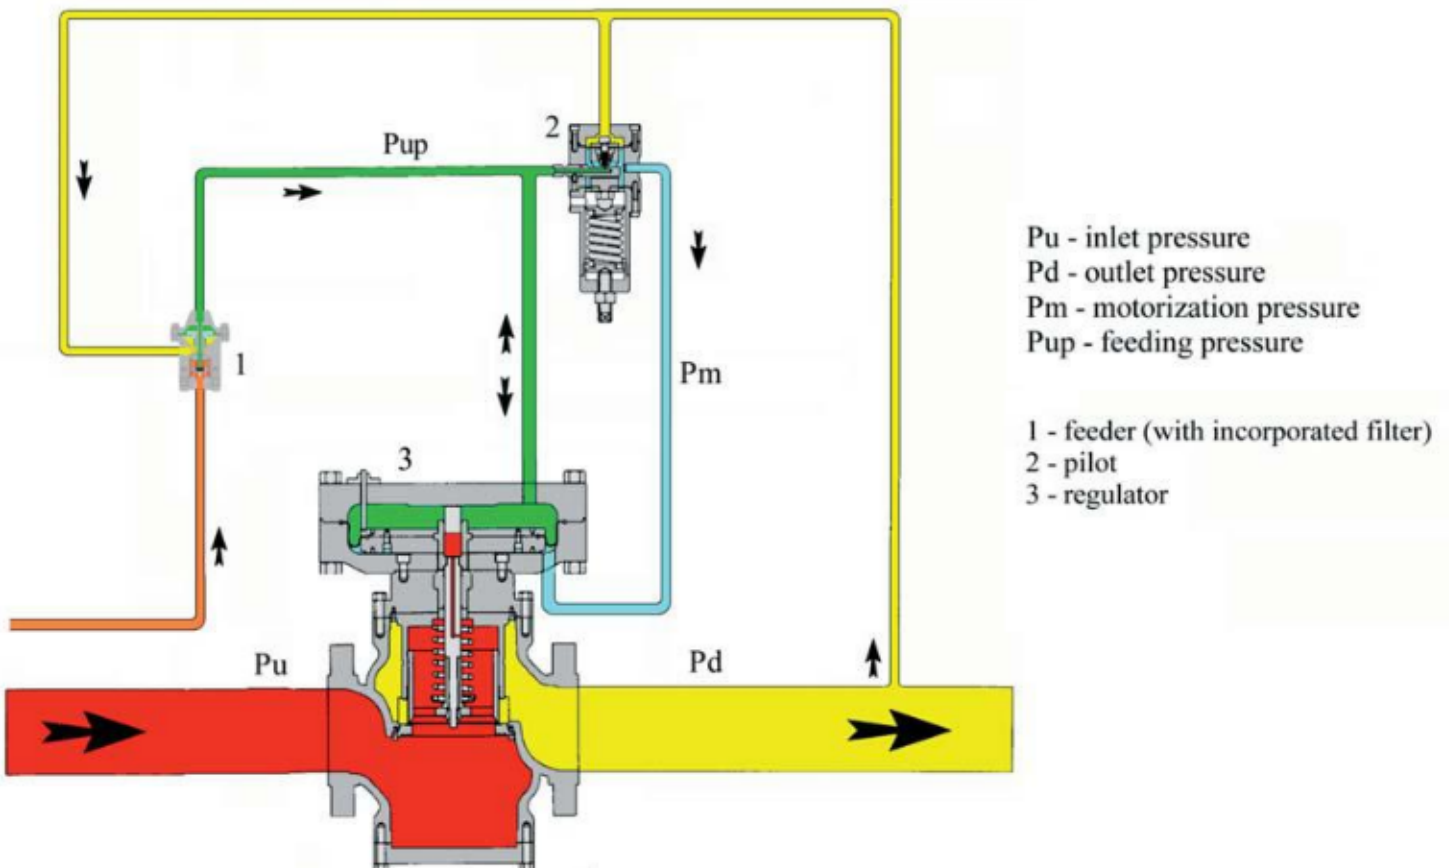 2
Pup
Pu - inlet pressure
Pd - outlet pressure
Pm - motorization pressure
Pup - feeding pressure
1
Pm
1 - feeder (with incorporated filter)
2 - pilot
3 - regulator
3
Pu
Pd